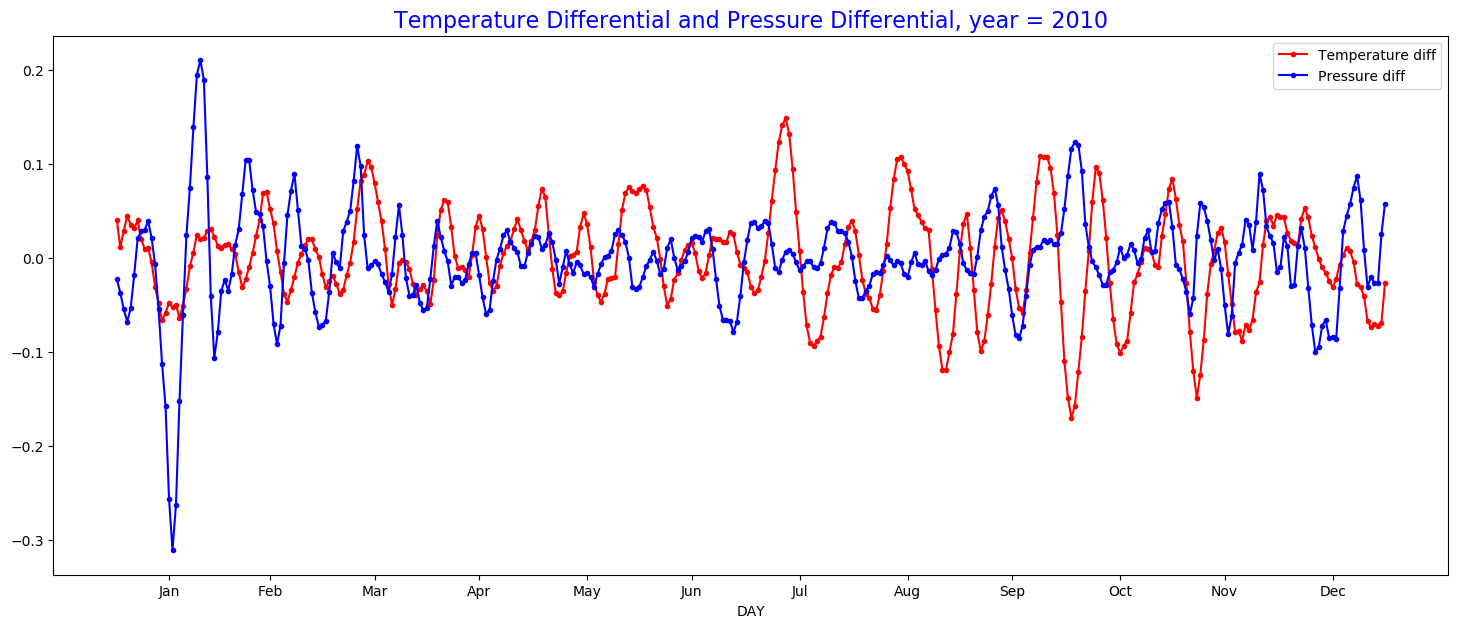 Temperature Differential and Pressure Differential, year = 2010
Temperature diff
Pressure diff
0.2
0.1
0.0
−0.1
−0.2
−0.3
Jan Feb Mar Apr May Jun Jul Aug Sep Oct Nov Dec
DAY